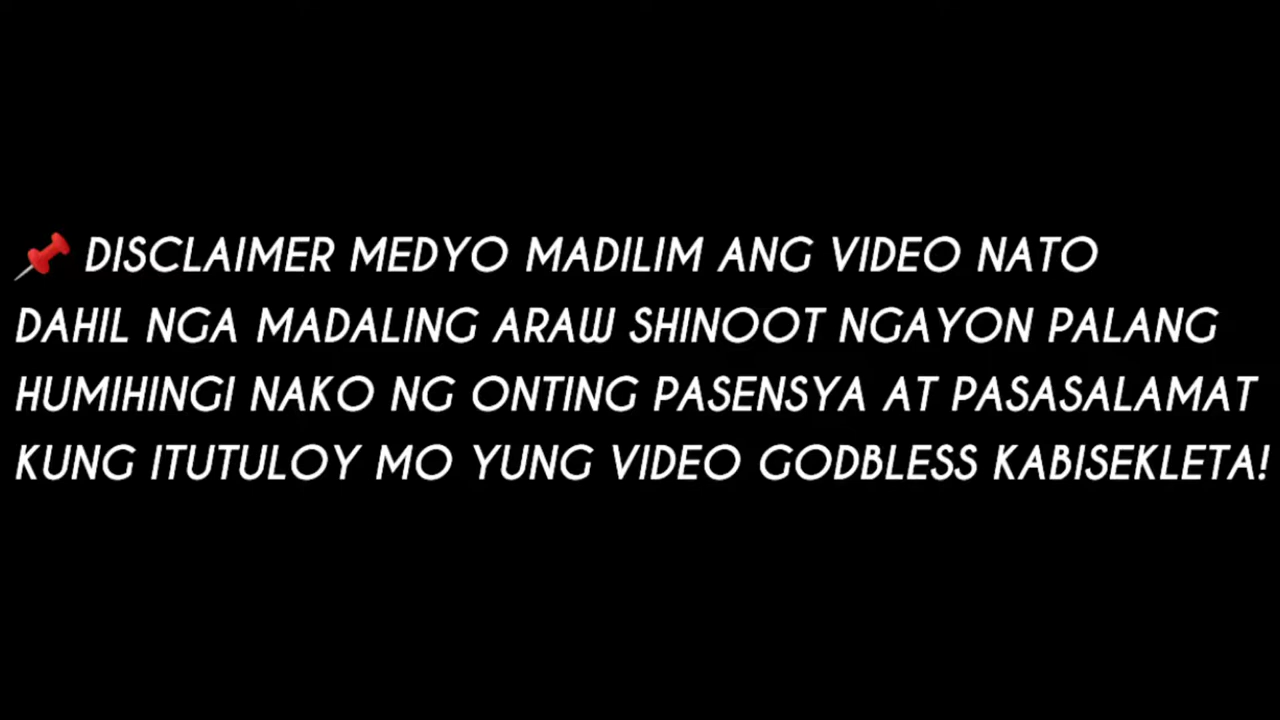 📌 DISCLAIMER MEDYO MADILIM ANG VIDEO NATO
DAHIL NGA MADALING ARAW SHINOOT NGAYON PALANG
HUMIHINGI NAKO NG ONTING PASENSYA AT PASASALAMAT
KUNG ITUTULOY MO YUNG VIDEO GODBLESS KABISEKLETA!